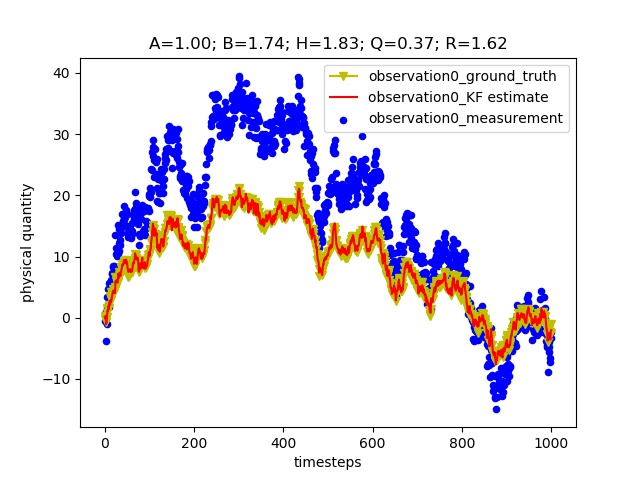 A=1.00; B=1.74; H=1.83; Q=0.37; R=1.62
observation0_ground_truth
observation0_KF estimate
observation0_measurement
physical quantity
40
30
20
10
0
−10
0 200 400 600 800 1000
timesteps